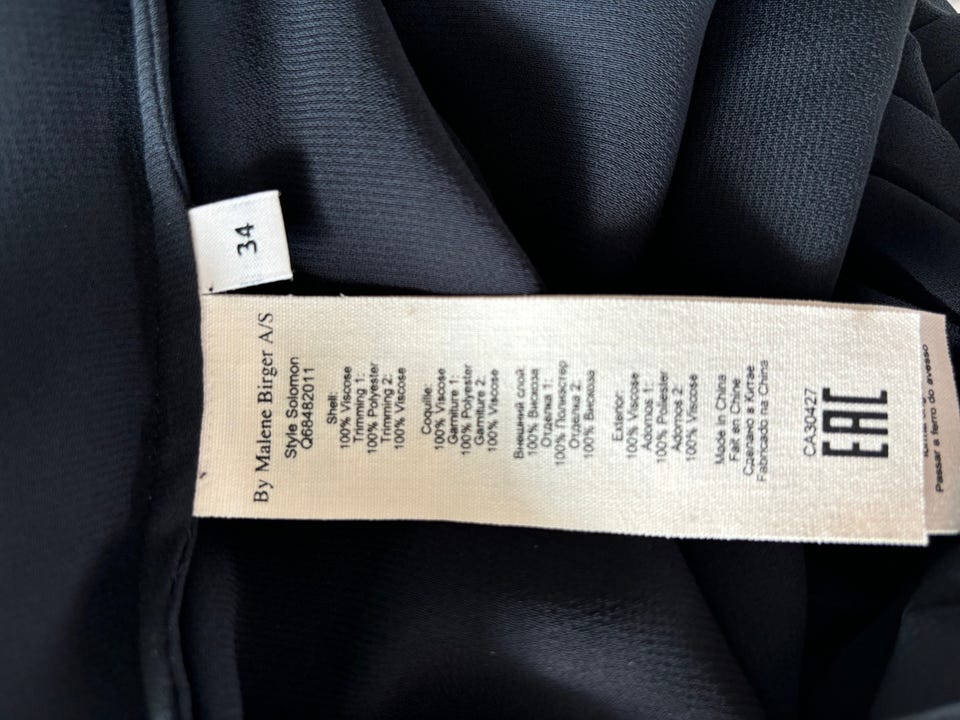 34
By Malene Birger A/S
Style Solomon
Q68482011
Shell:
100% Viscose
Trimming 1:
100% Polyester
Trimming 2:
100% Viscose
Coquille:
100% Viscose
Garniture 1:
100% Polyester
Garniture 2:
100% Viscose
Внешний слой:
100% Вискоза
Отделка 1:
100% Полиэстер
Отделка 2:
100% Вискоза
Exterior:
100% Viscose
Adornos 1:
100% Poliester
Adornos 2:
100% Viscose
Made in China
Fait en Chine
Сделано в Китае
Fabricado na China
CA30427
EAC
Passar a ferro do avesso